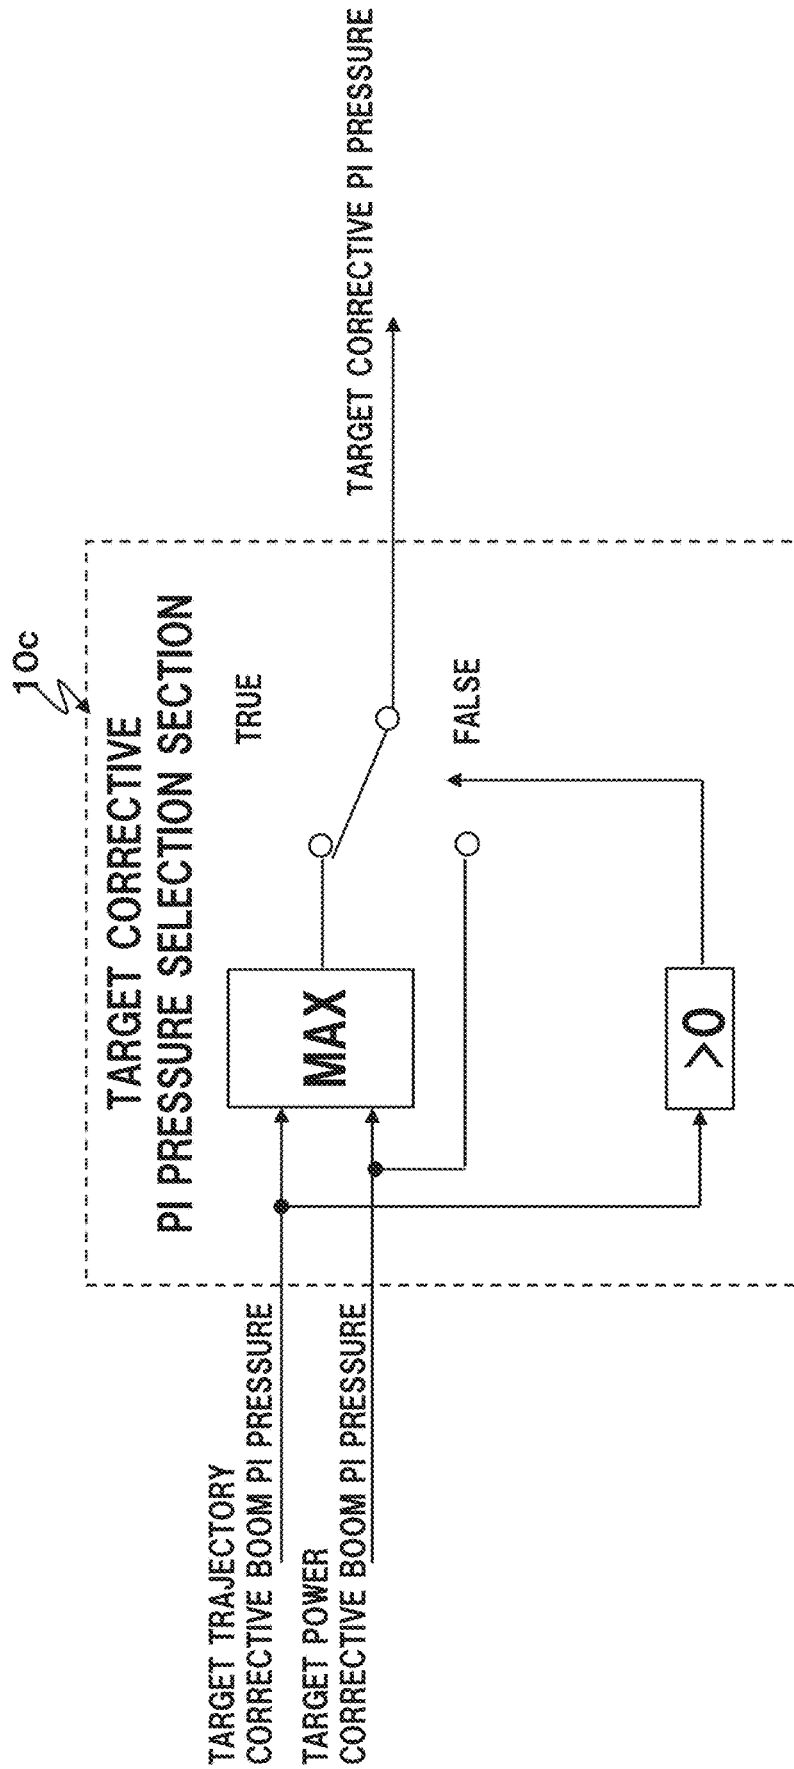 10c
TARGET CORRECTIVE
PI PRESSURE SELECTION SECTION
TARGET TRAJECTORY
CORRECTIVE BOOM PI PRESSURE
TARGET POWER
CORRECTIVE BOOM PI PRESSURE
MAX
>0
TRUE
FALSE
TARGET CORRECTIVE PI PRESSURE